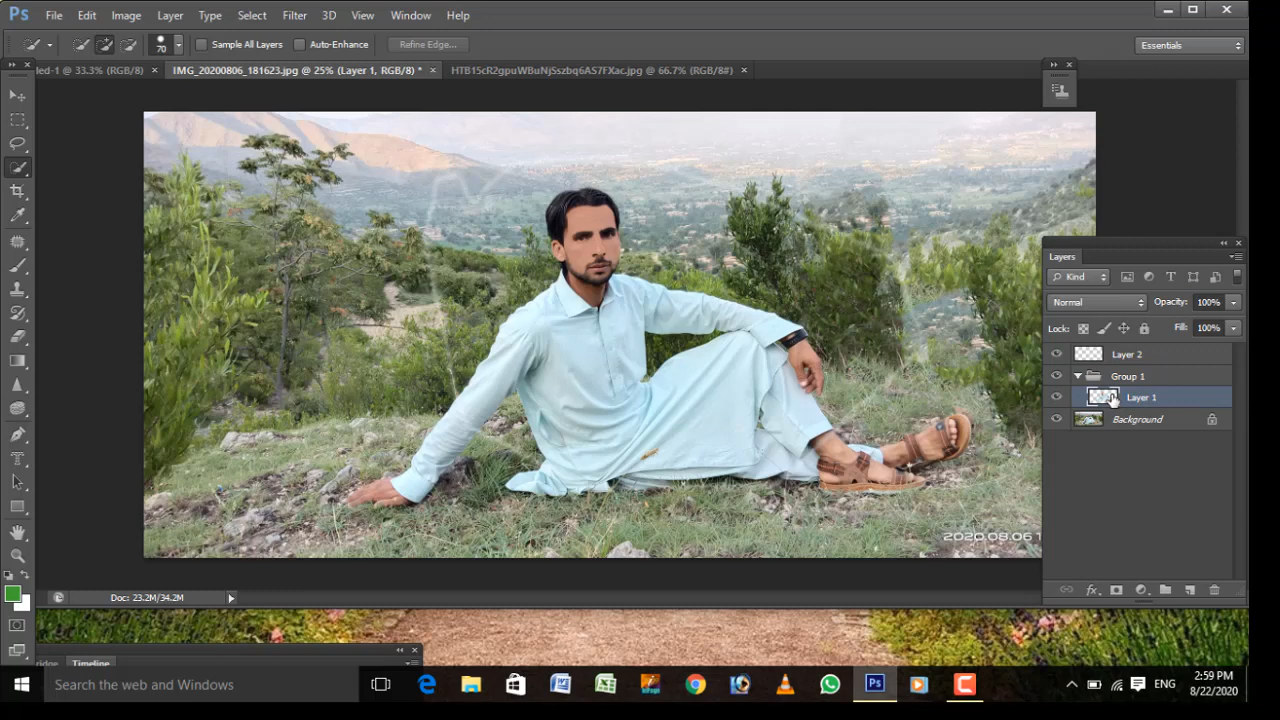 Ps File Edit Image Layer Type Select Filter 3D View Window Help
70 Sample All Layers Auto-Enhance Refine Edge... Essentials
led-1 @ 33.3% (RGB/8) × IMG_20200806_181623.jpg @ 25% (Layer 1, RGB/8) * × HTB15cR2gpuWBuNjSszbq6AS7FXac.jpg @ 66.7% (RGB/8#) ×
Layers
Kind
Normal Opacity: 100%
Lock: Fill: 100%
Layer 2
Group 1
Layer 1
Background
2020.08.06 1
Doc: 23.2M/34.2M
ridge Timeline
Search the web and Windows
ENG
2:59 PM
8/22/2020